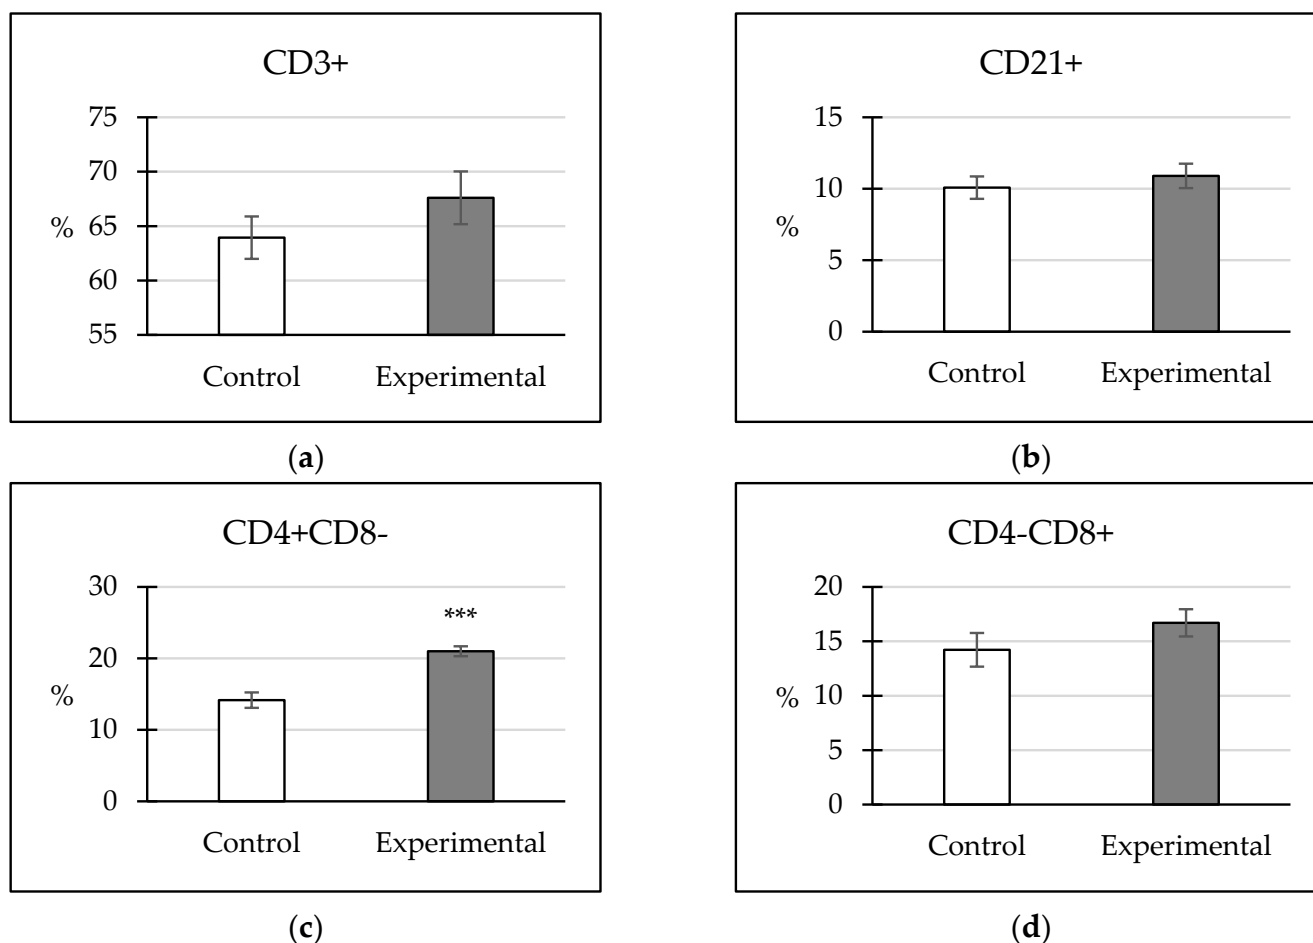 CD3+
75
70
65
60
55
%
Control Experimental
(a)
CD21+
15
10
5
0
%
Control Experimental
(b)
CD4+CD8-
30
20
10
0
%
***
Control Experimental
(c)
CD4-CD8+
20
15
10
5
0
%
Control Experimental
(d)